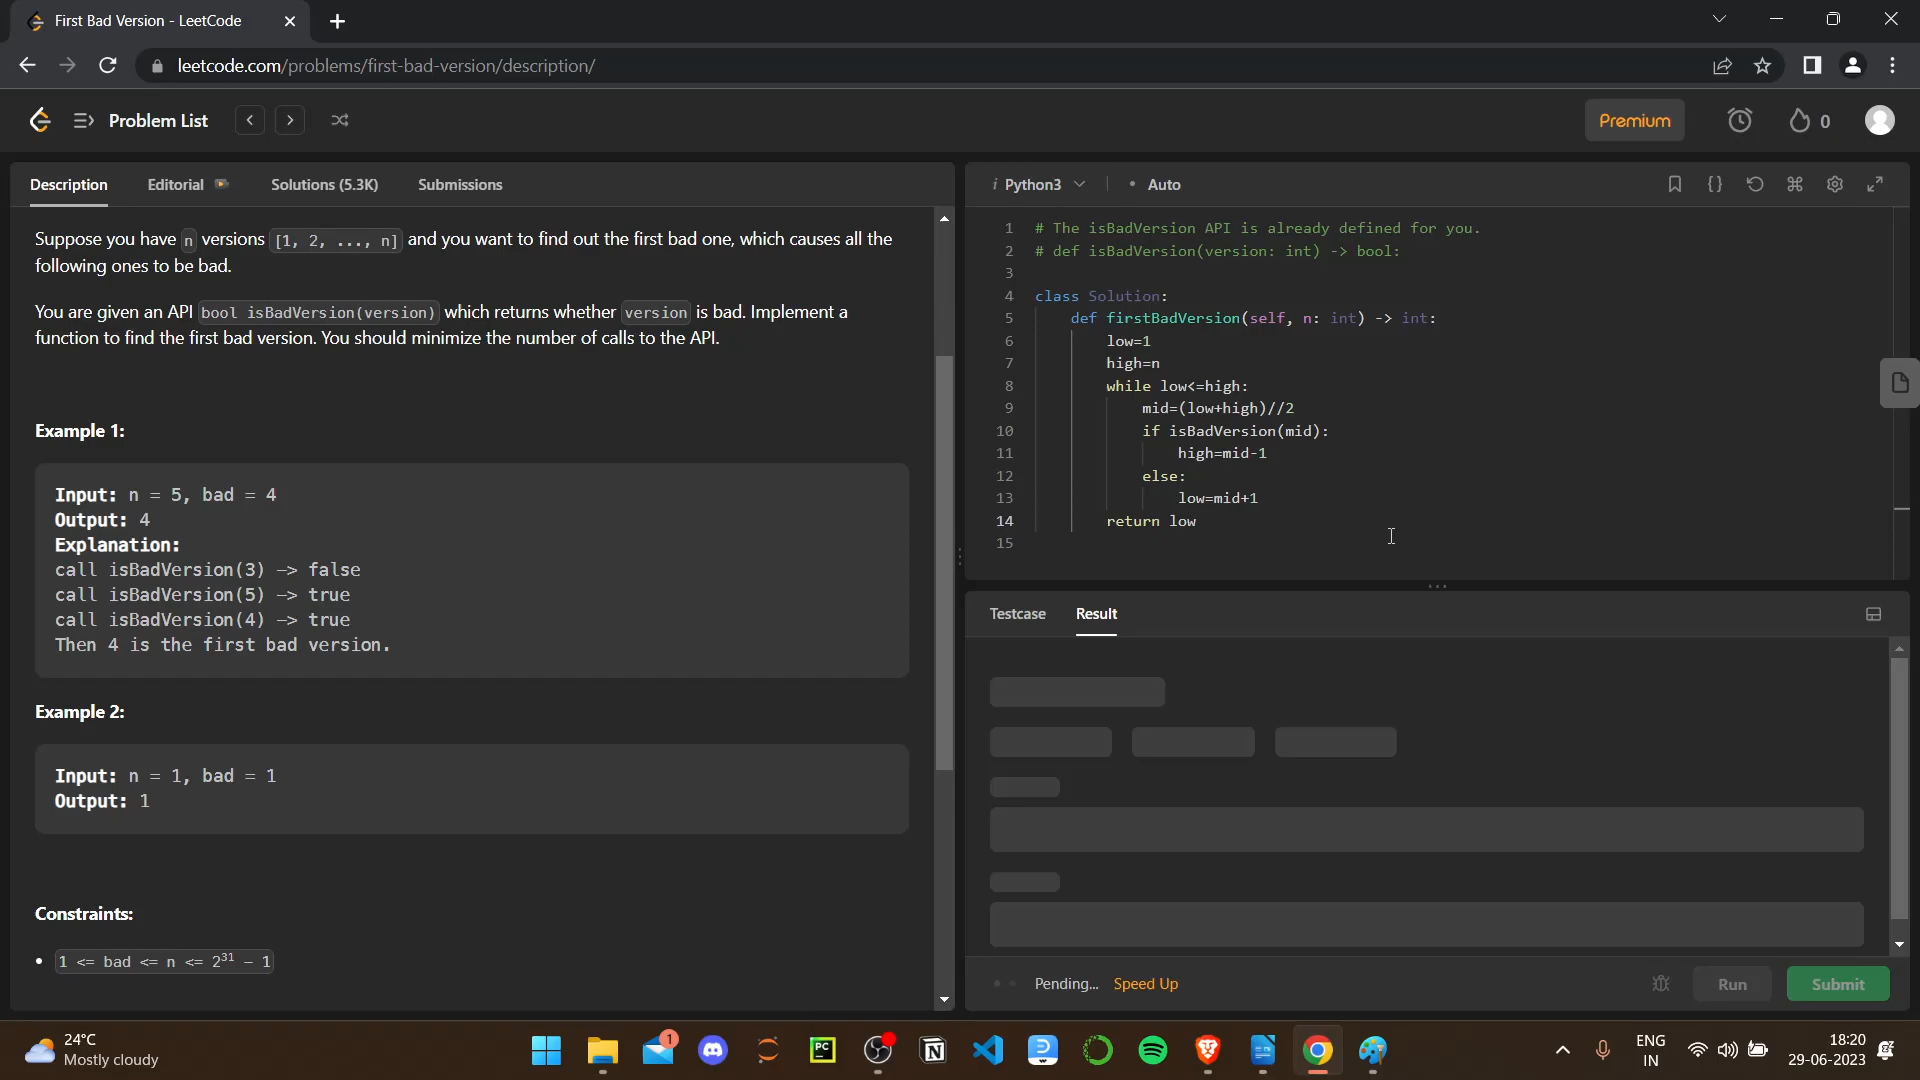 First Bad Version - LeetCode
leetcode.com/problems/first-bad-version/description/
Problem List
Premium
0
Description
Editorial
Solutions (5.3K)
Submissions
Suppose you have n versions [1, 2, ..., n] and you want to find out the first bad one, which causes all the
following ones to be bad.
You are given an API bool isBadVersion(version) which returns whether version is bad. Implement a
function to find the first bad version. You should minimize the number of calls to the API.
Example 1:
Input: n = 5, bad = 4
Output: 4
Explanation:
call isBadVersion(3) -> false
call isBadVersion(5) -> true
call isBadVersion(4) -> true
Then 4 is the first bad version.
Example 2:
Input: n = 1, bad = 1
Output: 1
Constraints:
• 1 <= bad <= n <= 2³¹ - 1
i Python3
• Auto
{}
1 # The isBadVersion API is already defined for you.
2 # def isBadVersion(version: int) -> bool:
3
4 class Solution:
5 def firstBadVersion(self, n: int) -> int:
6 low=1
7 high=n
8 while low<=high:
9 mid=(low+high)//2
10 if isBadVersion(mid):
11 high=mid-1
12 else:
13 low=mid+1
14 return low
15
Testcase
Result
Pending...
Speed Up
Run
Submit
24°C
Mostly cloudy
1
PC
N
ENG
IN
18:20
29-06-2023